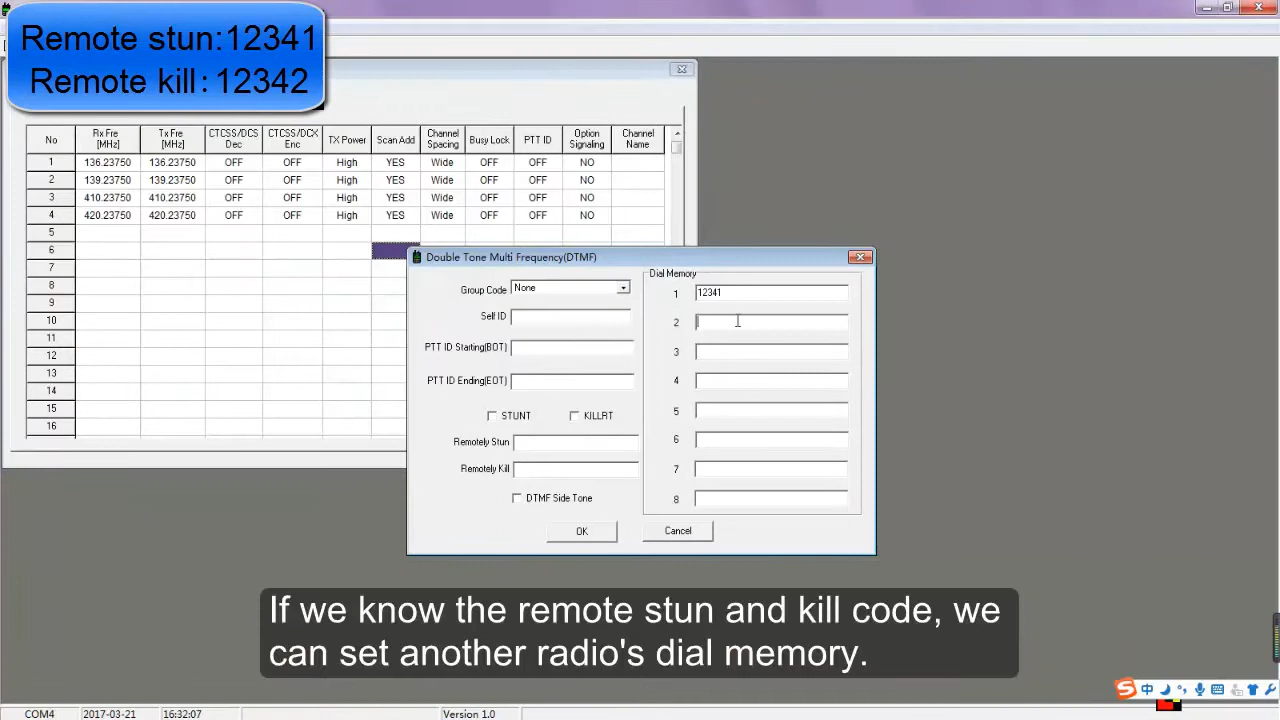 Remote stun:12341
Remote kill: 12342
No Rx Fre [MHz] Tx Fre [MHz] CTCSS/DCS Dec CTCSS/DCX Enc TX Power Scan Add Channel Spacing Busy Lock PTT ID Option Signaling Channel Name
1 136.23750 136.23750 OFF OFF High YES Wide OFF OFF NO
2 139.23750 139.23750 OFF OFF High YES Wide OFF OFF NO
3 410.23750 410.23750 OFF OFF High YES Wide OFF OFF NO
4 420.23750 420.23750 OFF OFF High YES Wide OFF OFF NO
5
6
7
8
9
10
11
12
13
14
15
16
Double Tone Multi Frequency(DTMF)
Group Code None
Self ID
PTT ID Starting(BOT)
PTT ID Ending(EOT)
STUNT KILLRT
Remotely Stun
Remotely Kill
DTMF Side Tone
OK Cancel
Dial Memory
1 12341
2
3
4
5
6
7
8
If we know the remote stun and kill code, we
can set another radio's dial memory.
中
COM4 2017-03-21 16:32:07 Version 1.0